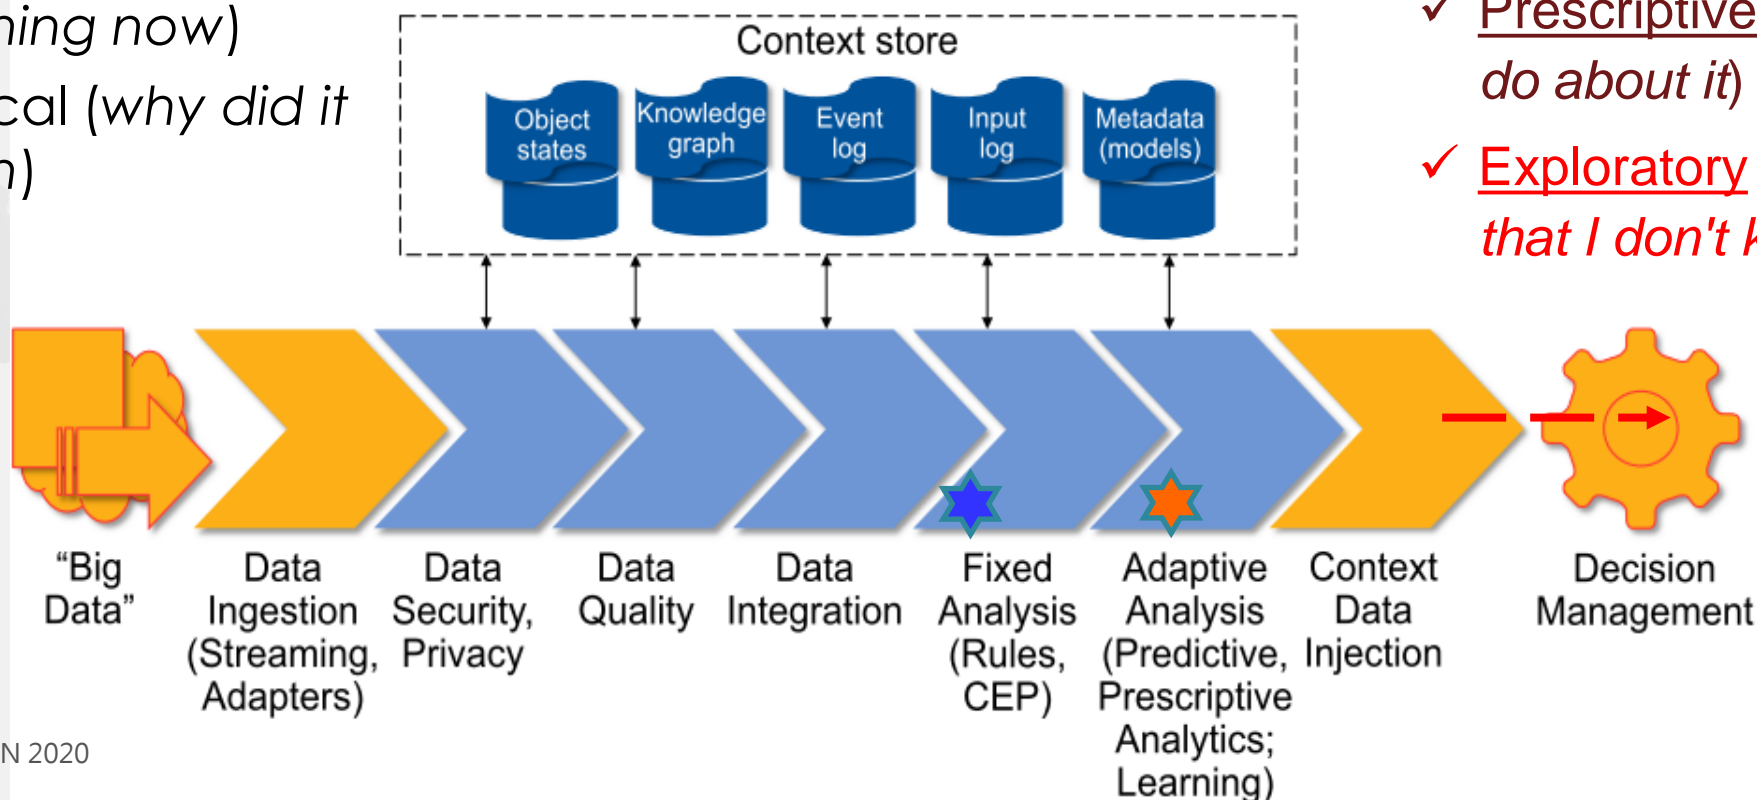 ning now)
cal (why did it
n)
Context store
Object
states
Knowledge
graph
Event
log
Input
log
Metadata
(models)
✓ Prescriptive
do about it)
✓ Exploratory
that I don't k
“Big
Data”
Data
Ingestion
(Streaming,
Adapters)
Data
Security,
Privacy
Data
Quality
Data
Integration
Fixed
Analysis
(Rules,
CEP)
Adaptive
Analysis
(Predictive,
Prescriptive
Analytics;
Learning)
Context
Data
Injection
Decision
Management
N 2020